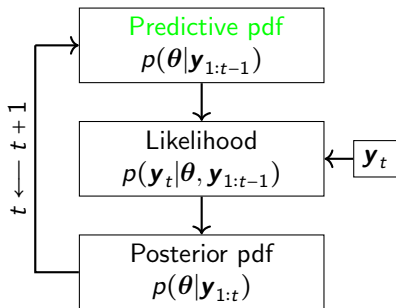 Predictive pdf
p(θ|y₁:ₜ₋₁)
t ← t + 1
Likelihood
p(yₜ|θ, y₁:ₜ₋₁)
yₜ
Posterior pdf
p(θ|y₁:ₜ)